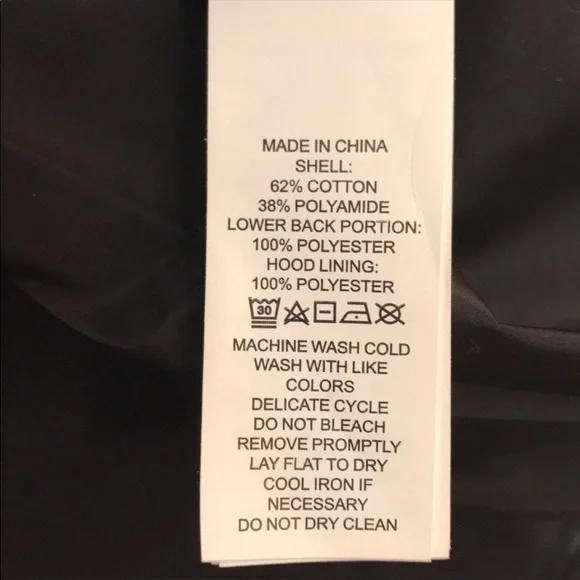 MADE IN CHINA
SHELL:
62% COTTON
38% POLYAMIDE
LOWER BACK PORTION:
100% POLYESTER
HOOD LINING:
100% POLYESTER
30
MACHINE WASH COLD
WASH WITH LIKE
COLORS
DELICATE CYCLE
DO NOT BLEACH
REMOVE PROMPTLY
LAY FLAT TO DRY
COOL IRON IF
NECESSARY
DO NOT DRY CLEAN